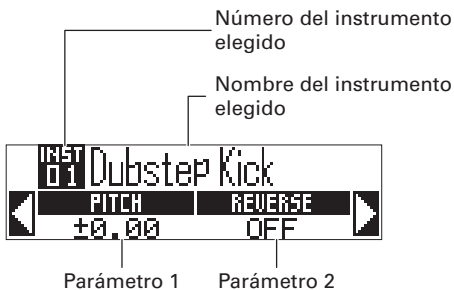 Número del instrumento
elegido
Nombre del instrumento
elegido
INST
01 Dubstep Kick
PITCH REVERSE
±0.00 OFF
Parámetro 1 Parámetro 2